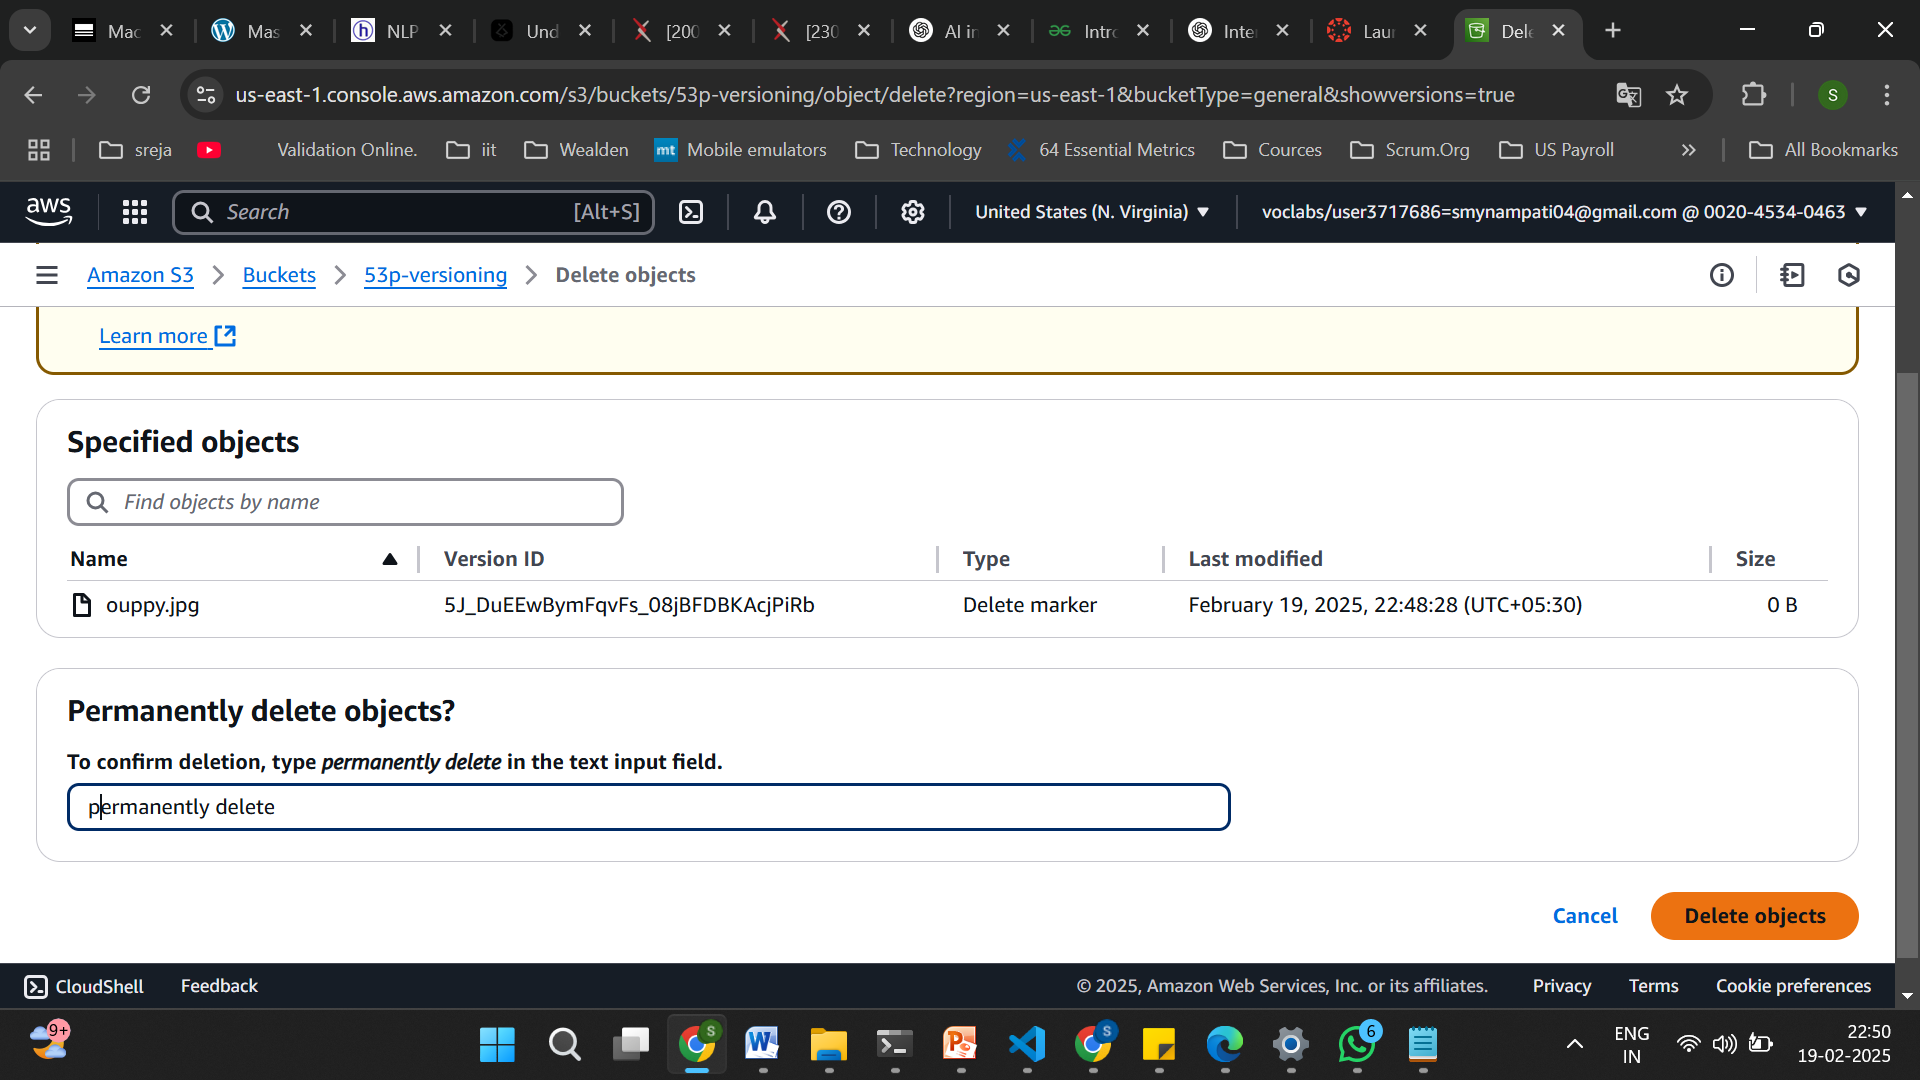 Mac
Mas
NLP
Und
[200
[230
AI in
Intro
Inte
Laun
Dele
us-east-1.console.aws.amazon.com/s3/buckets/53p-versioning/object/delete?region=us-east-1&bucketType=general&showversions=true
S
sreja
Validation Online.
iit
Wealden
mt Mobile emulators
Technology
64 Essential Metrics
Cources
Scrum.Org
US Payroll
»
All Bookmarks
aws
Search [Alt+S]
United States (N. Virginia)
voclabs/user3717686=smynampati04@gmail.com @ 0020-4534-0463
Amazon S3 > Buckets > 53p-versioning > Delete objects
Learn more
Specified objects
Find objects by name
Name Version ID Type Last modified Size
ouppy.jpg 5J_DuEEwBymFqvFs_08jBFDBKAcjPiRb Delete marker February 19, 2025, 22:48:28 (UTC+05:30) 0 B
Permanently delete objects?
To confirm deletion, type permanently delete in the text input field.
permanently delete
Cancel Delete objects
CloudShell Feedback © 2025, Amazon Web Services, Inc. or its affiliates. Privacy Terms Cookie preferences
9+
S
S
6
ENG
IN
22:50
19-02-2025